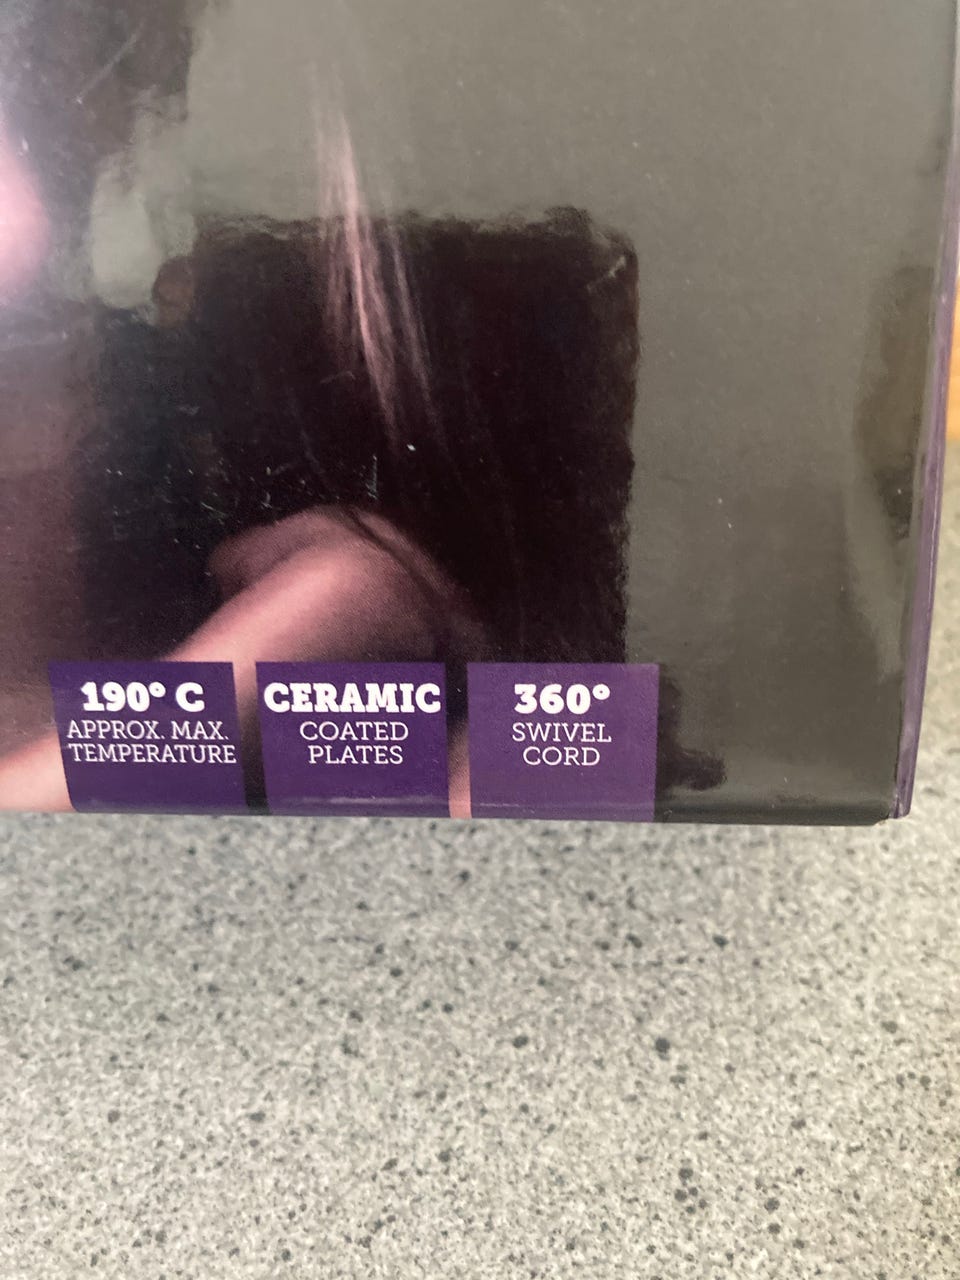 190° C
APPROX. MAX.
TEMPERATURE
CERAMIC
COATED
PLATES
360°
SWIVEL
CORD